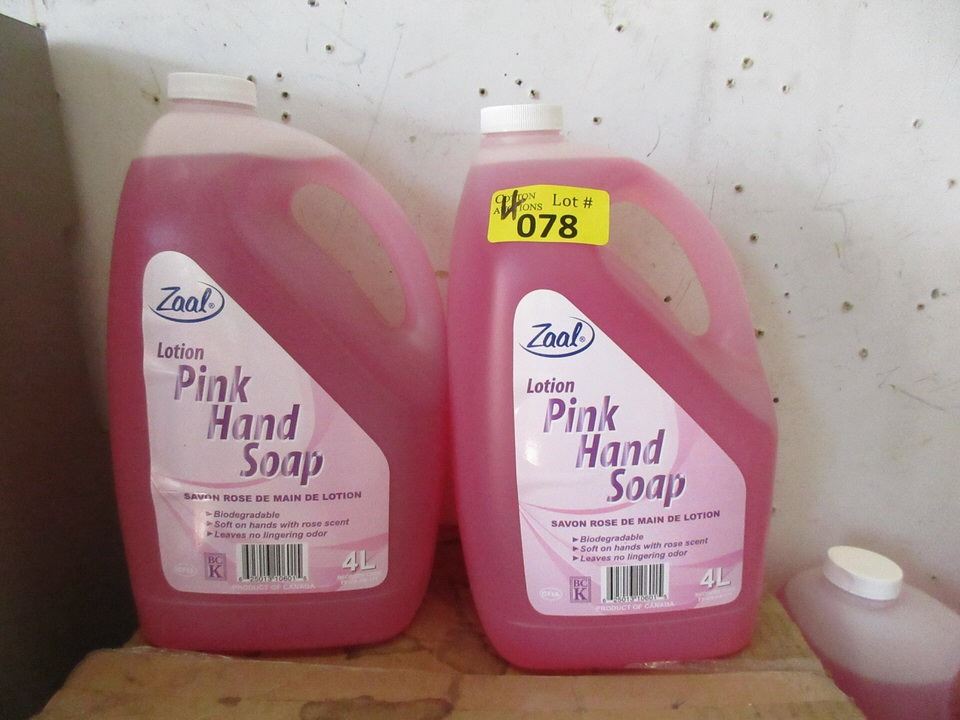 Zaal®
Lotion
Pink
Hand
Soap
SAVON ROSE DE MAIN DE LOTION
▸Biodegradable
▸Soft on hands with rose scent
▸Leaves no lingering odor
BC
K
4L
PRODUCT OF CANADA
Lot #
078
Zaal®
Lotion
Pink
Hand
Soap
SAVON ROSE DE MAIN DE LOTION
▸Biodegradable
▸Soft on hands with rose scent
▸Leaves no lingering odor
BC
K
4L
PRODUCT OF CANADA